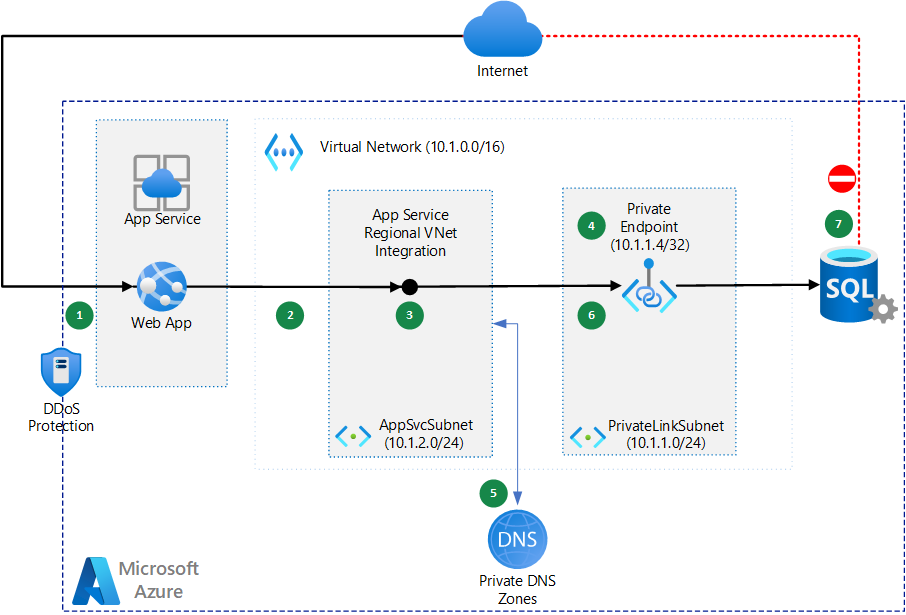 Internet
Virtual Network (10.1.0.0/16)
App Service
Web App
1
2
App Service
Regional VNet
Integration
3
4
Private
Endpoint
(10.1.1.4/32)
6
7
SQL
DDoS
Protection
AppSvcSubnet
(10.1.2.0/24)
PrivateLinkSubnet
(10.1.1.0/24)
5
DNS
Private DNS
Zones
Microsoft
Azure